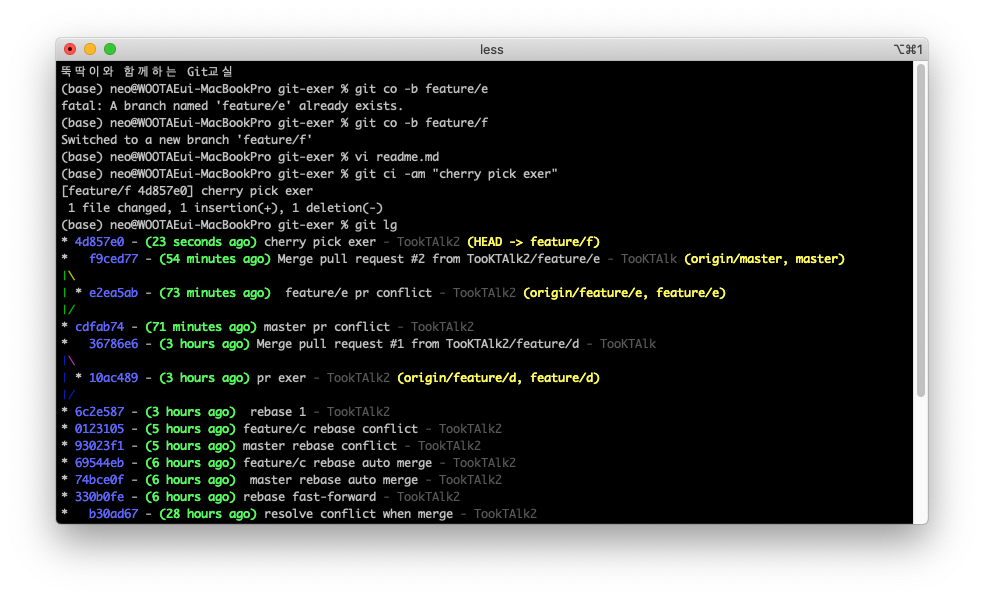 less
⌥⌘1
뚝딱이와 함께하는 Git교실
(base) neo@WOOTAEui-MacBookPro git-exer % git co -b feature/e
fatal: A branch named 'feature/e' already exists.
(base) neo@WOOTAEui-MacBookPro git-exer % git co -b feature/f
Switched to a new branch 'feature/f'
(base) neo@WOOTAEui-MacBookPro git-exer % vi readme.md
(base) neo@WOOTAEui-MacBookPro git-exer % git ci -am "cherry pick exer"
[feature/f 4d857e0] cherry pick exer
 1 file changed, 1 insertion(+), 1 deletion(-)
(base) neo@WOOTAEui-MacBookPro git-exer % git lg
* 4d857e0 - (23 seconds ago) cherry pick exer - TookTAlk2 (HEAD -> feature/f)
*   f9ced77 - (54 minutes ago) Merge pull request #2 from TooKTAlk2/feature/e - TooKTAlk (origin/master, master)
|\
| * e2ea5ab - (73 minutes ago)  feature/e pr conflict - TookTAlk2 (origin/feature/e, feature/e)
|/
* cdfab74 - (71 minutes ago) master pr conflict - TookTAlk2
*   36786e6 - (3 hours ago) Merge pull request #1 from TooKTAlk2/feature/d - TooKTAlk
|\
| * 10ac489 - (3 hours ago) pr exer - TookTAlk2 (origin/feature/d, feature/d)
|/
* 6c2e587 - (3 hours ago)  rebase 1 - TookTAlk2
* 0123105 - (5 hours ago) feature/c rebase conflict - TookTAlk2
* 93023f1 - (5 hours ago) master rebase conflict - TookTAlk2
* 69544eb - (6 hours ago) feature/c rebase auto merge - TookTAlk2
* 74bce0f - (6 hours ago)  master rebase auto merge - TookTAlk2
* 330b0fe - (6 hours ago) rebase fast-forward - TookTAlk2
*   b30ad67 - (28 hours ago) resolve conflict when merge - TookTAlk2